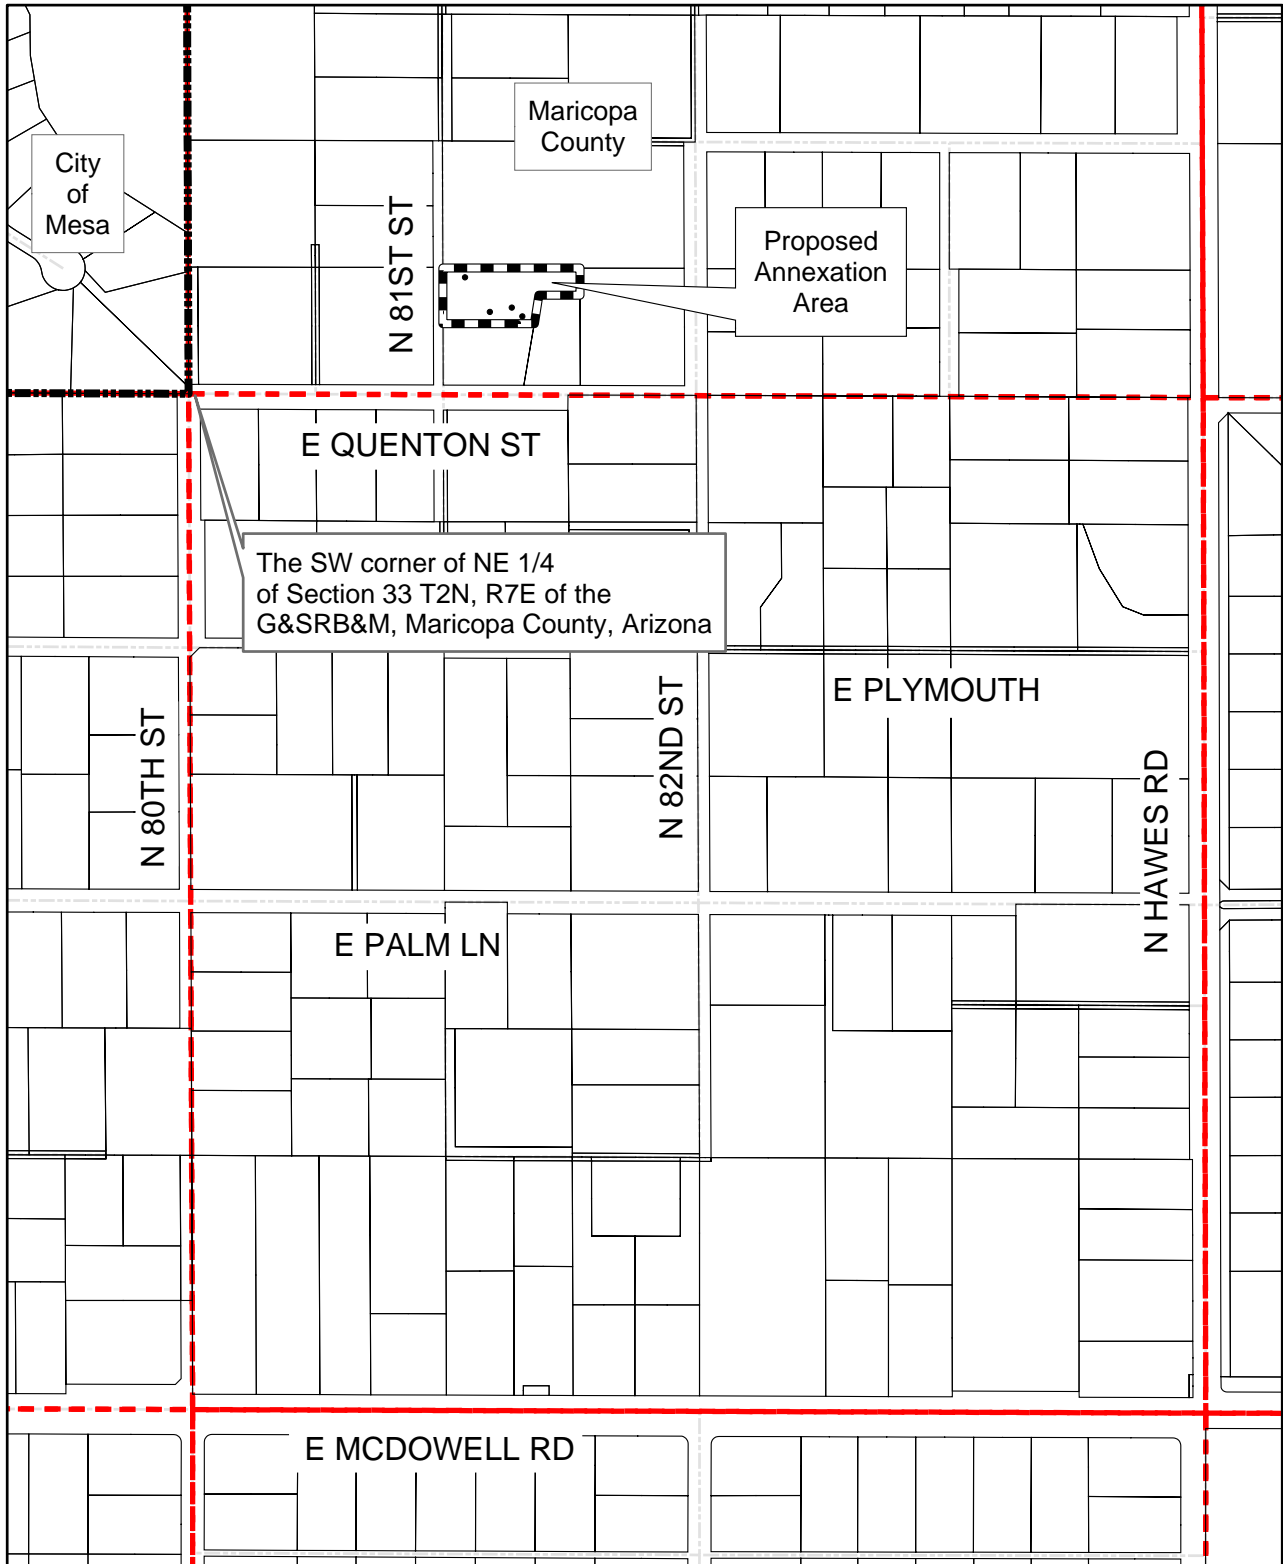 Maricopa
County
City
of
Mesa
N 81ST ST
Proposed
Annexation
Area
E QUENTON ST
The SW corner of NE 1/4
of Section 33 T2N, R7E of the
G&SRB&M, Maricopa County, Arizona
N 82ND ST
E PLYMOUTH
N 80TH ST
N HAWES RD
E PALM LN
E MCDOWELL RD